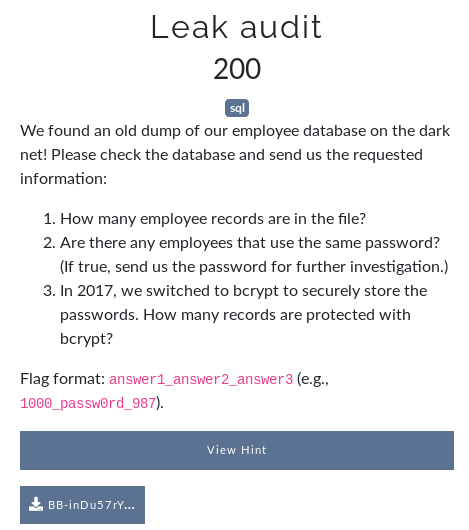 Leak audit
200
sql
We found an old dump of our employee database on the dark
net! Please check the database and send us the requested
information:
1. How many employee records are in the file?
2. Are there any employees that use the same password?
(If true, send us the password for further investigation.)
3. In 2017, we switched to bcrypt to securely store the
passwords. How many records are protected with
bcrypt?
Flag format: answer1_answer2_answer3 (e.g.,
1000_passw0rd_987).
View Hint
BB-inDu57rY...